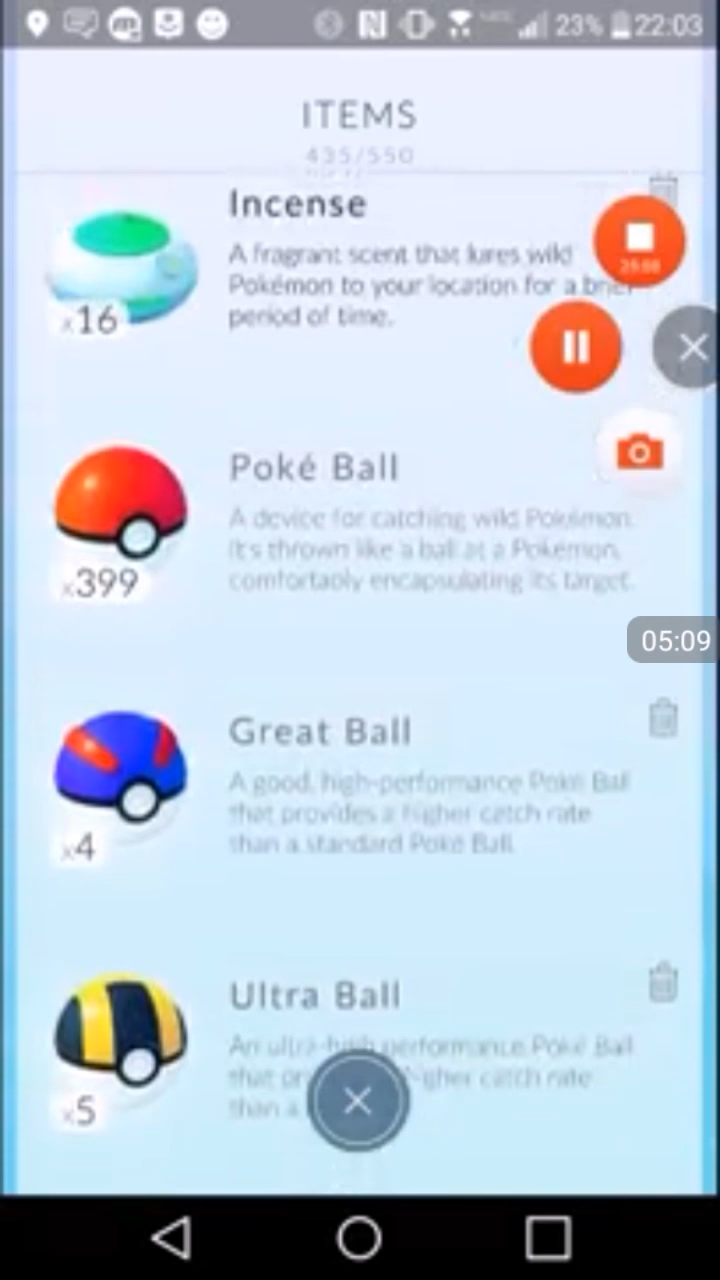 23% 22:03
ITEMS
435/550
Incense
A fragrant scent that lures wild
Pokémon to your location for a brief
period of time.
x16
Poké Ball
A device for catching wild Pokémon.
It's thrown like a ball at a Pokémon,
comfortably encapsulating its target.
x399
05:09
Great Ball
A good, high-performance Poké Ball
that provides a higher catch rate
than a standard Poké Ball.
x4
Ultra Ball
An ultra-high performance Poké Ball
that higher catch rate
than a
x5